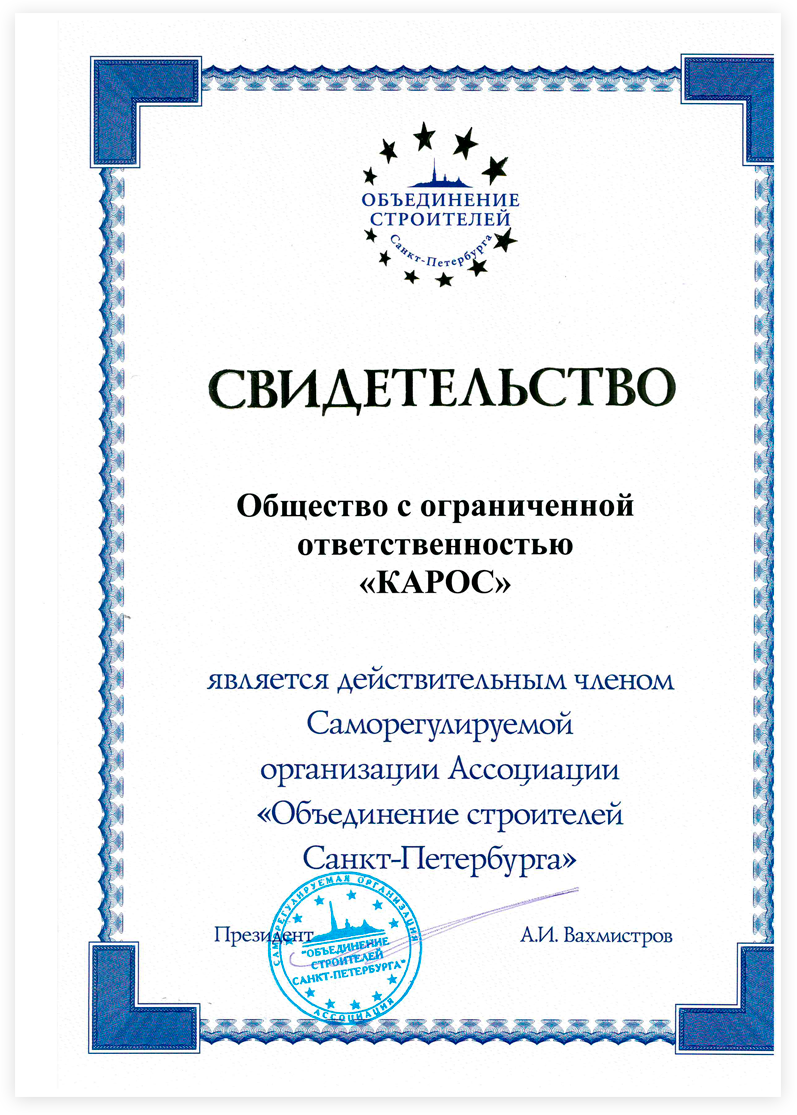 ОБЪЕДИНЕНИЕ
СТРОИТЕЛЕЙ
Санкт-Петербурга
СВИДЕТЕЛЬСТВО
Общество с ограниченной
ответственностью
«КАРОС»
является действительным членом
Саморегулируемой
организации Ассоциации
«Объединение строителей
Санкт-Петербурга»
Президент
А.И. Вахмистров
САМОРЕГУЛИРУЕМАЯ ОРГАНИЗАЦИЯ
"ОБЪЕДИНЕНИЕ
СТРОИТЕЛЕЙ
САНКТ-ПЕТЕРБУРГА"
АССОЦИАЦИЯ